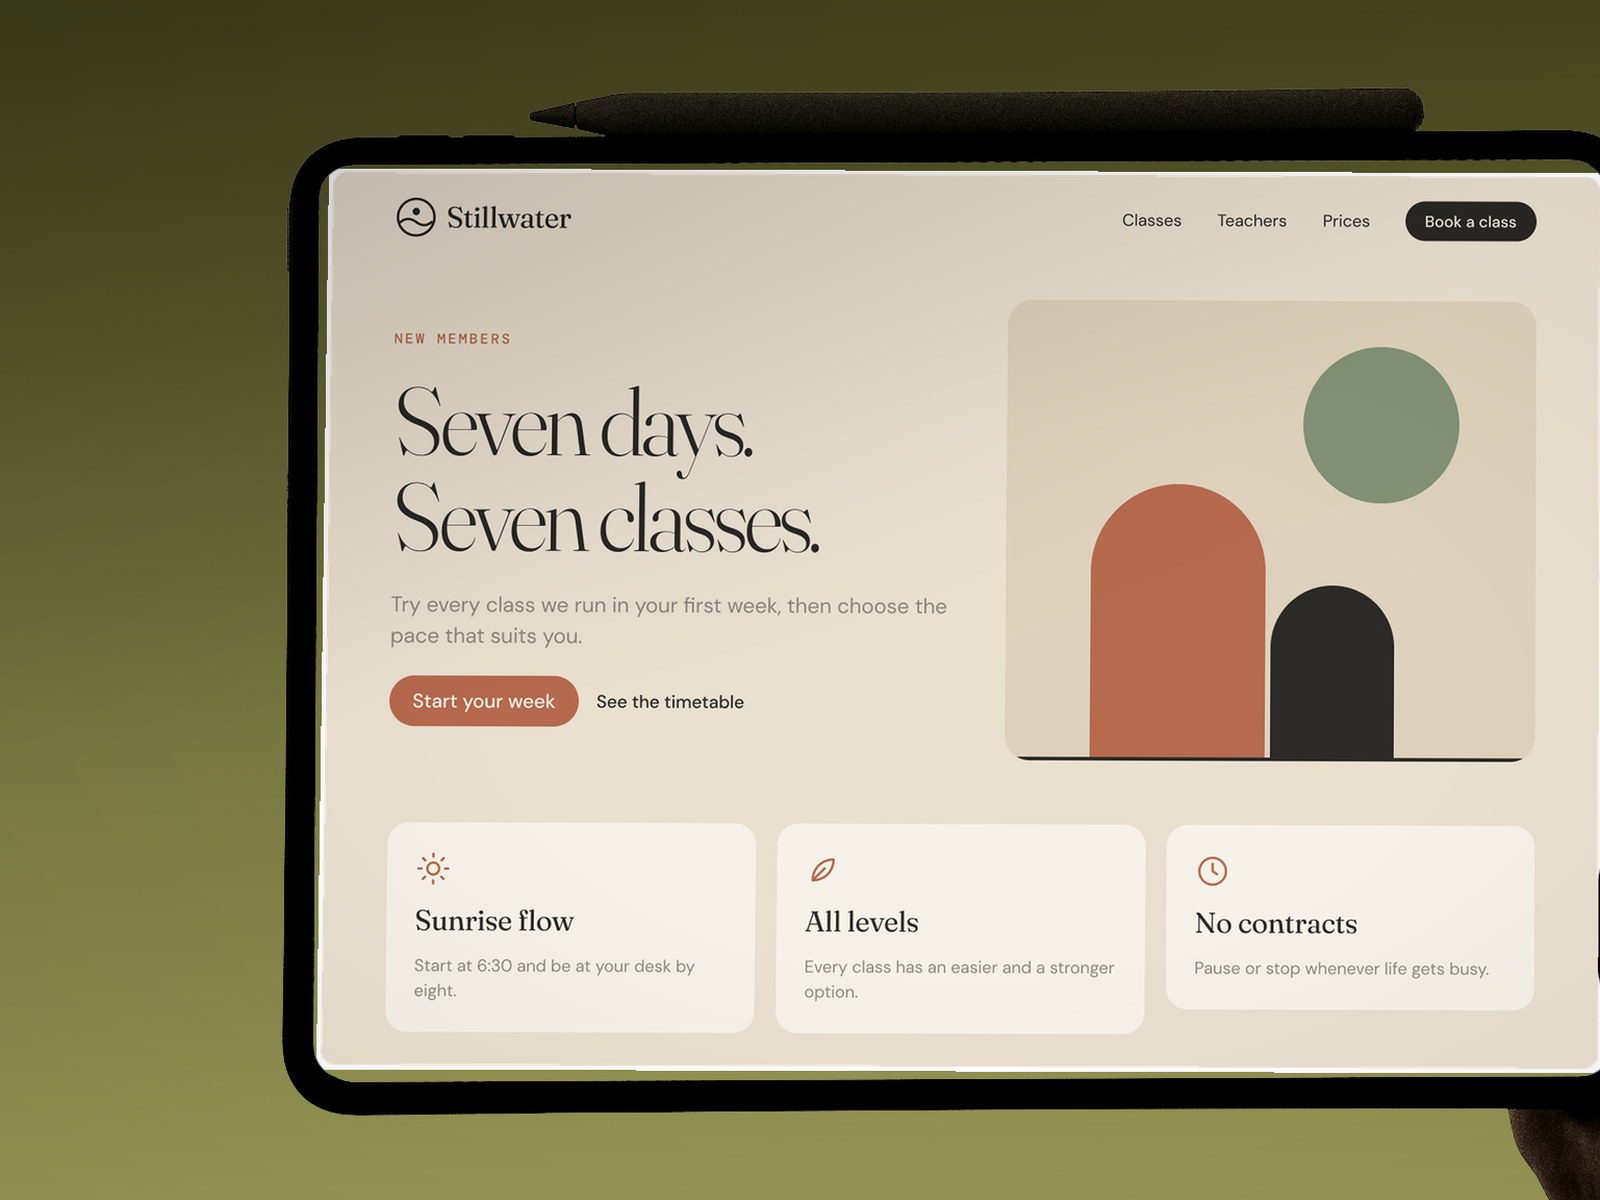 Stillwater
Classes
Teachers
Prices
Book a class
NEW MEMBERS
Seven days.
Seven classes.
Try every class we run in your first week, then choose the
pace that suits you.
Start your week
See the timetable
Sunrise flow
Start at 6:30 and be at your desk by
eight.
All levels
Every class has an easier and a stronger
option.
No contracts
Pause or stop whenever life gets busy.